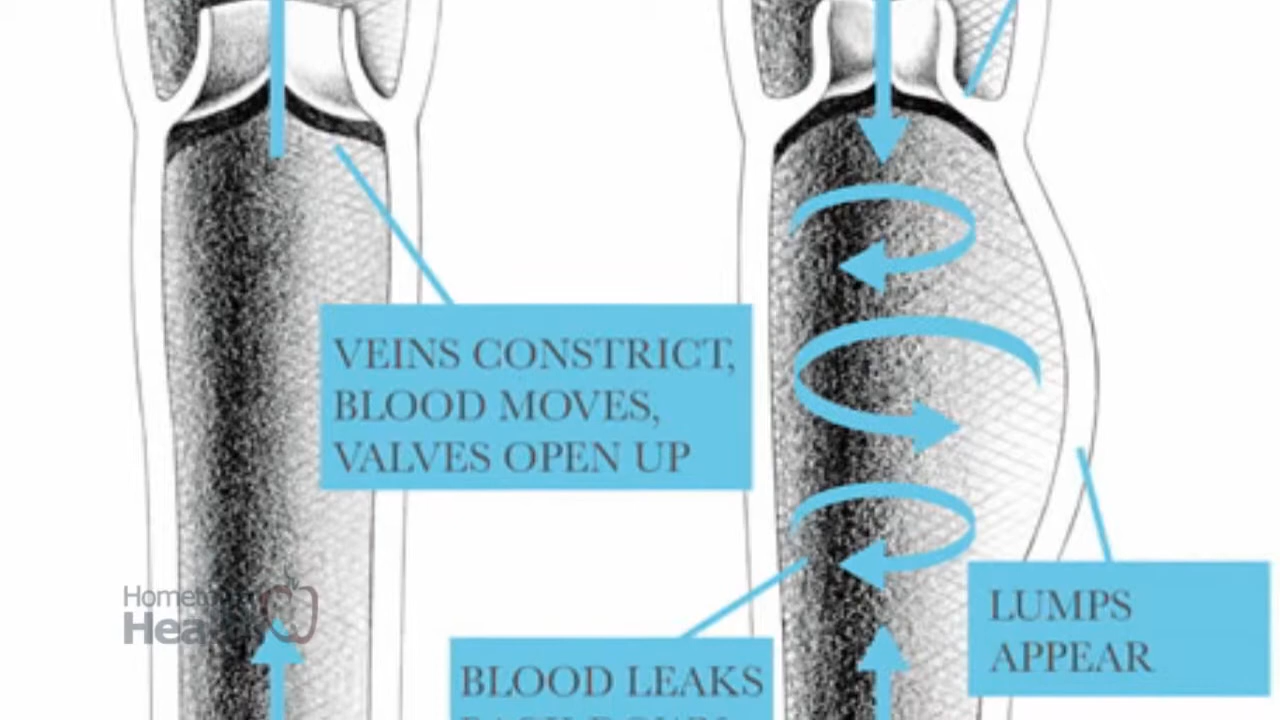 VEINS CONSTRICT,
BLOOD MOVES,
VALVES OPEN UP
LUMPS
APPEAR
BLOOD LEAKS